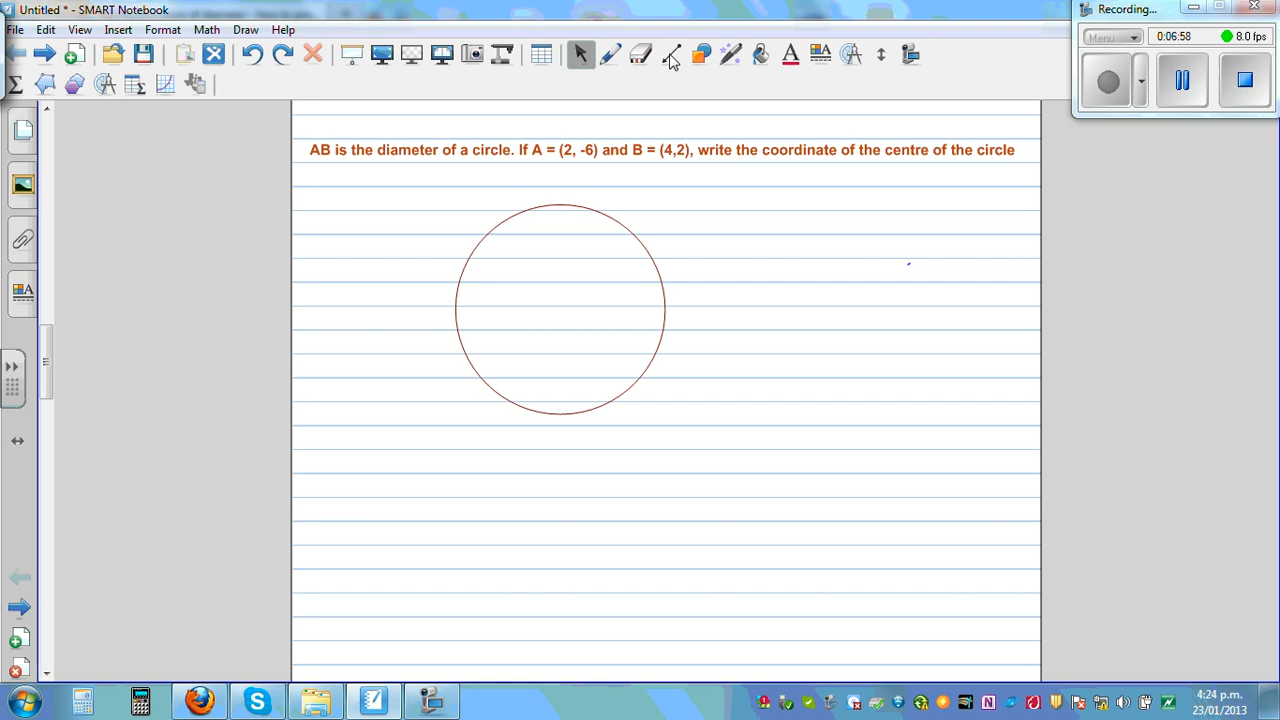 Untitled * - SMART Notebook
Recording...
File Edit View Insert Format Math Draw Help
Menu 0:06:58 8.0 fps
AB is the diameter of a circle. If A = (2, -6) and B = (4,2), write the coordinate of the centre of the circle
4:24 p.m.
23/01/2013